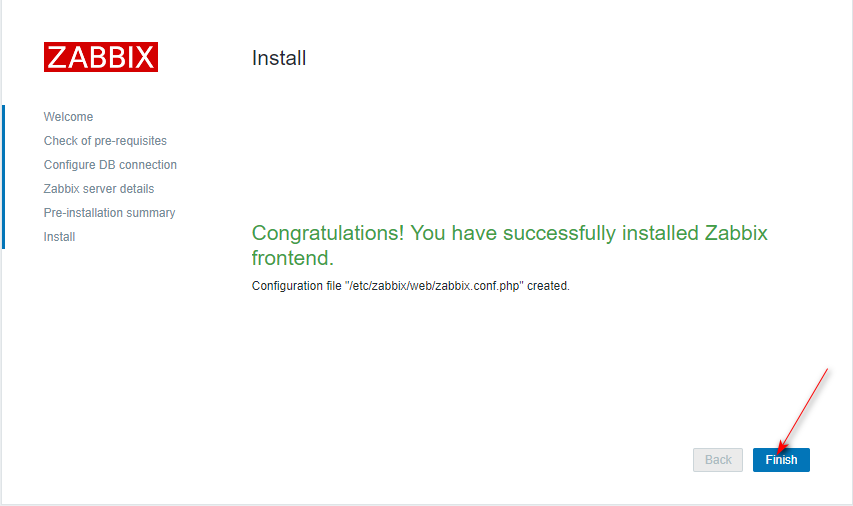 ZABBIX
Install
Welcome
Check of pre-requisites
Configure DB connection
Zabbix server details
Pre-installation summary
Install
Congratulations! You have successfully installed Zabbix
frontend.
Configuration file "/etc/zabbix/web/zabbix.conf.php" created.
Back
Finish